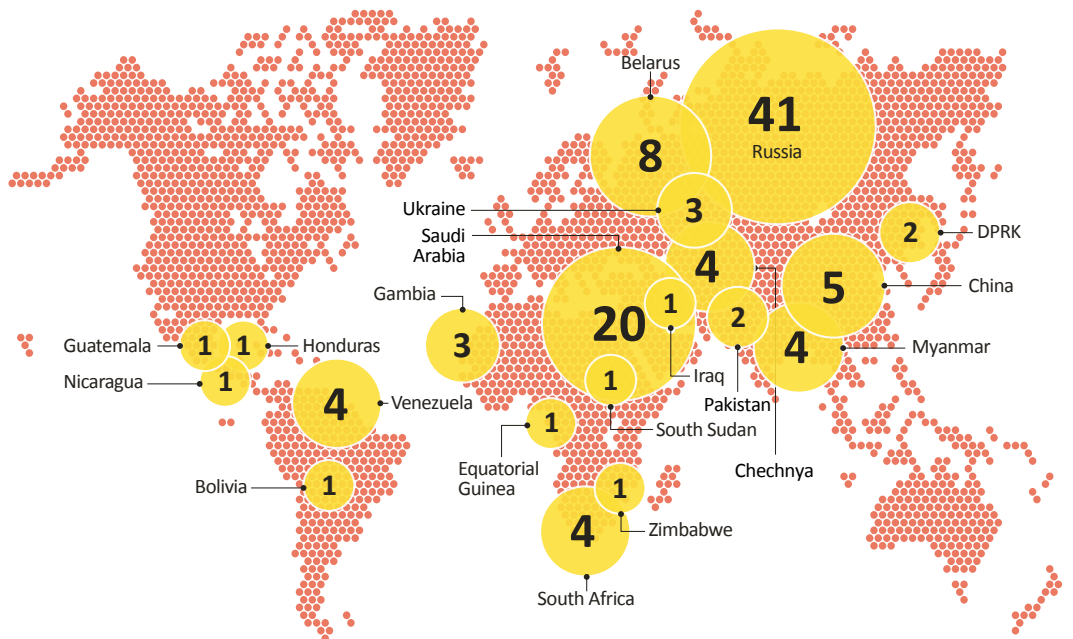 Belarus
41
Russia
8
Ukraine
3
Saudi
Arabia
2
DPRK
4
Gambia
5
China
1
20
2
Guatemala
1
1
Honduras
3
4
Myanmar
Nicaragua
1
Iraq
1
4
Venezuela
Pakistan
1
South Sudan
Equatorial
Guinea
Chechnya
Bolivia
1
1
4
Zimbabwe
South Africa